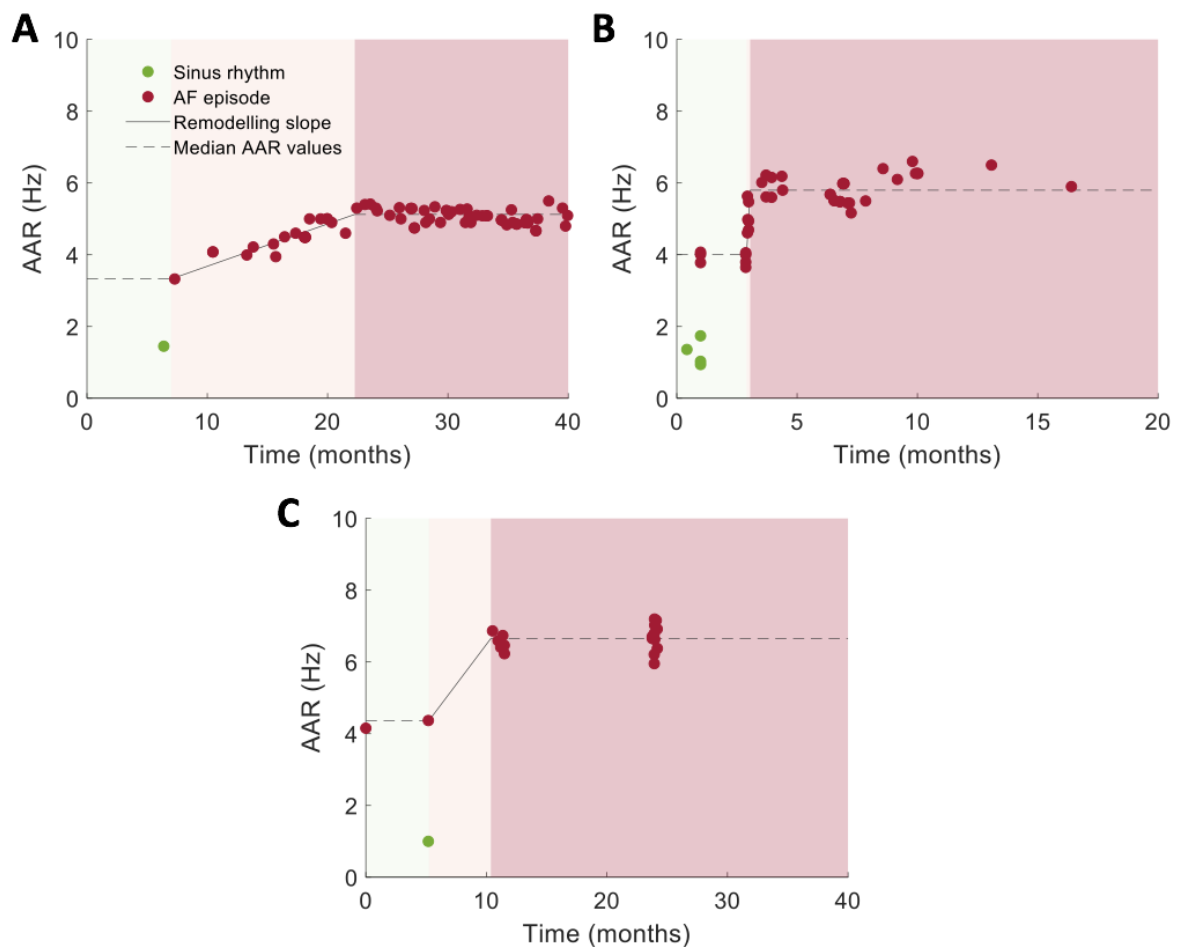 A
10
8
6
4
2
0
AAR (Hz)
Sinus rhythm
AF episode
Remodelling slope
Median AAR values
0 10 20 30 40
Time (months)
B
10
8
6
4
2
0
AAR (Hz)
0 5 10 15 20
Time (months)
C
10
8
6
4
2
0
AAR (Hz)
0 10 20 30 40
Time (months)